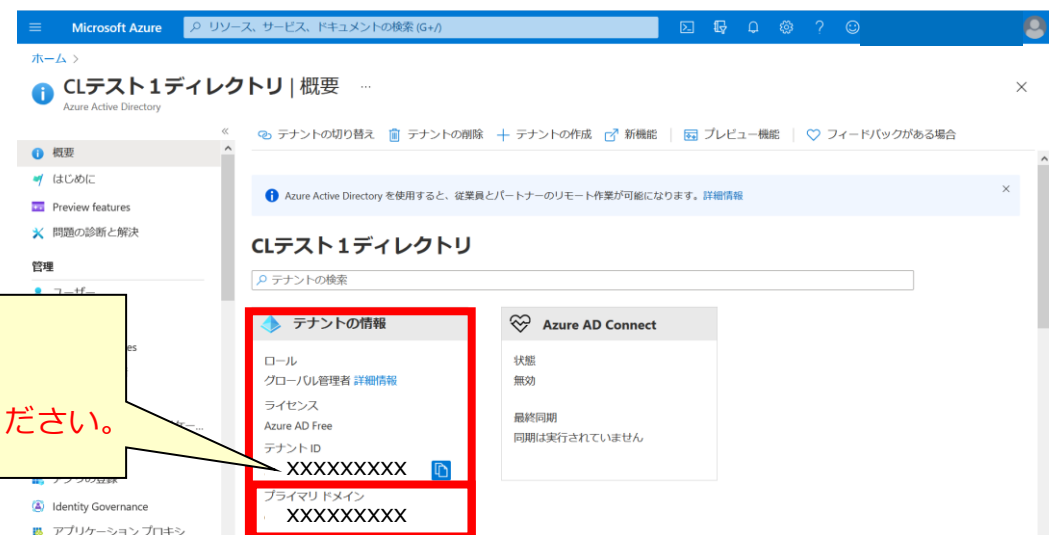 Microsoft Azure
リソース、サービス、ドキュメントの検索 (G+/)
ホーム >
CLテスト１ディレクトリ | 概要 ...
Azure Active Directory
テナントの切り替え テナントの削除 テナントの作成 新機能 プレビュー機能 フィードバックがある場合
概要
はじめに
Preview features
問題の診断と解決
管理
ユーザー
es
ださい。
Identity Governance
アプリケーション プロキシ
Azure Active Directory を使用すると、従業員とパートナーのリモート作業が可能になります。詳細情報
CLテスト１ディレクトリ
テナントの検索
テナントの情報
ロール
グローバル管理者 詳細情報
ライセンス
Azure AD Free
テナント ID
XXXXXXXXX
プライマリ ドメイン
XXXXXXXXX
Azure AD Connect
状態
無効
最終同期
同期は実行されていません